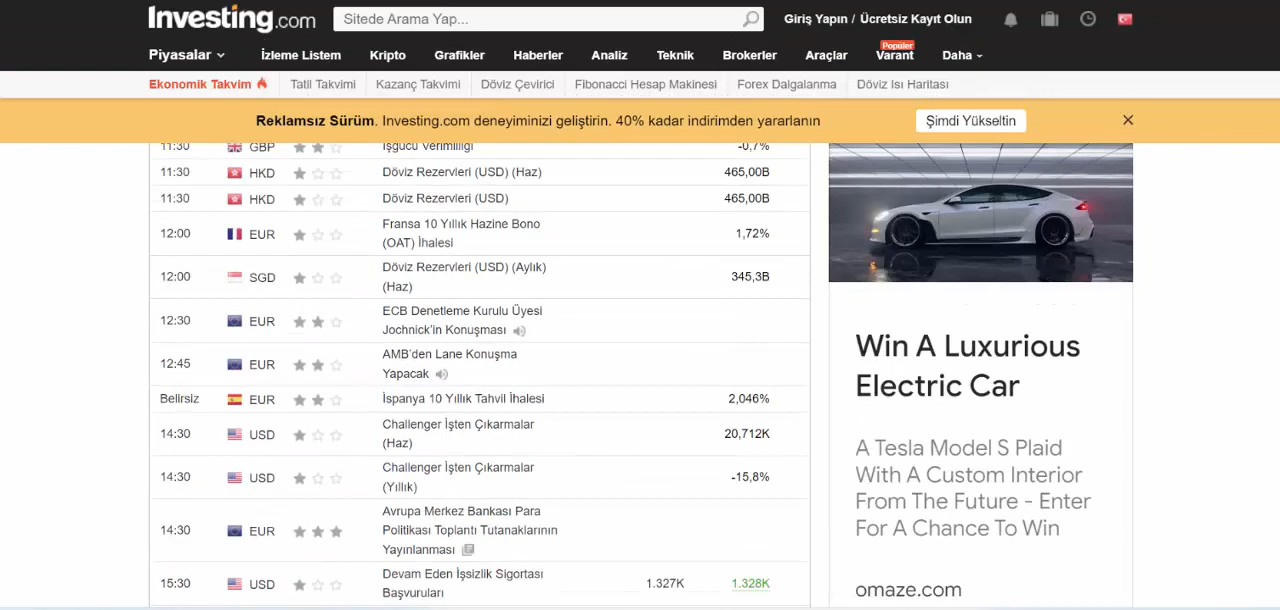 Investing.com
Sitede Arama Yap...
Giriş Yapın / Ücretsiz Kayıt Olun
Piyasalar
İzleme Listem
Kripto
Grafikler
Haberler
Analiz
Teknik
Brokerler
Araçlar
Popüler
Varant
Daha
Ekonomik Takvim
Tatil Takvimi
Kazanç Takvimi
Döviz Çevirici
Fibonacci Hesap Makinesi
Forex Dalgalanma
Döviz Isı Haritası
Reklamsız Sürüm. Investing.com deneyiminizi geliştirin. 40% kadar indirimden yararlanın
Şimdi Yükseltin
11:30 GBP İşgücü Verimliliği -0,7%
11:30 HKD Döviz Rezervleri (USD) (Haz) 465,00B
11:30 HKD Döviz Rezervleri (USD) 465,00B
12:00 EUR Fransa 10 Yıllık Hazine Bono
(OAT) İhalesi 1,72%
12:00 SGD Döviz Rezervleri (USD) (Aylık)
(Haz) 345,3B
12:30 EUR ECB Denetleme Kurulu Üyesi
Jochnick'in Konuşması
12:45 EUR AMB'den Lane Konuşma
Yapacak
Belirsiz EUR İspanya 10 Yıllık Tahvil İhalesi 2,046%
14:30 USD Challenger İşten Çıkarmalar
(Haz) 20,712K
14:30 USD Challenger İşten Çıkarmalar
(Yıllık) -15,8%
14:30 EUR Avrupa Merkez Bankası Para
Politikası Toplantı Tutanaklarının
Yayınlanması
15:30 USD Devam Eden İşsizlik Sigortası
Başvuruları 1.327K 1.328K
Win A Luxurious
Electric Car
A Tesla Model S Plaid
With A Custom Interior
From The Future - Enter
For A Chance To Win
omaze.com